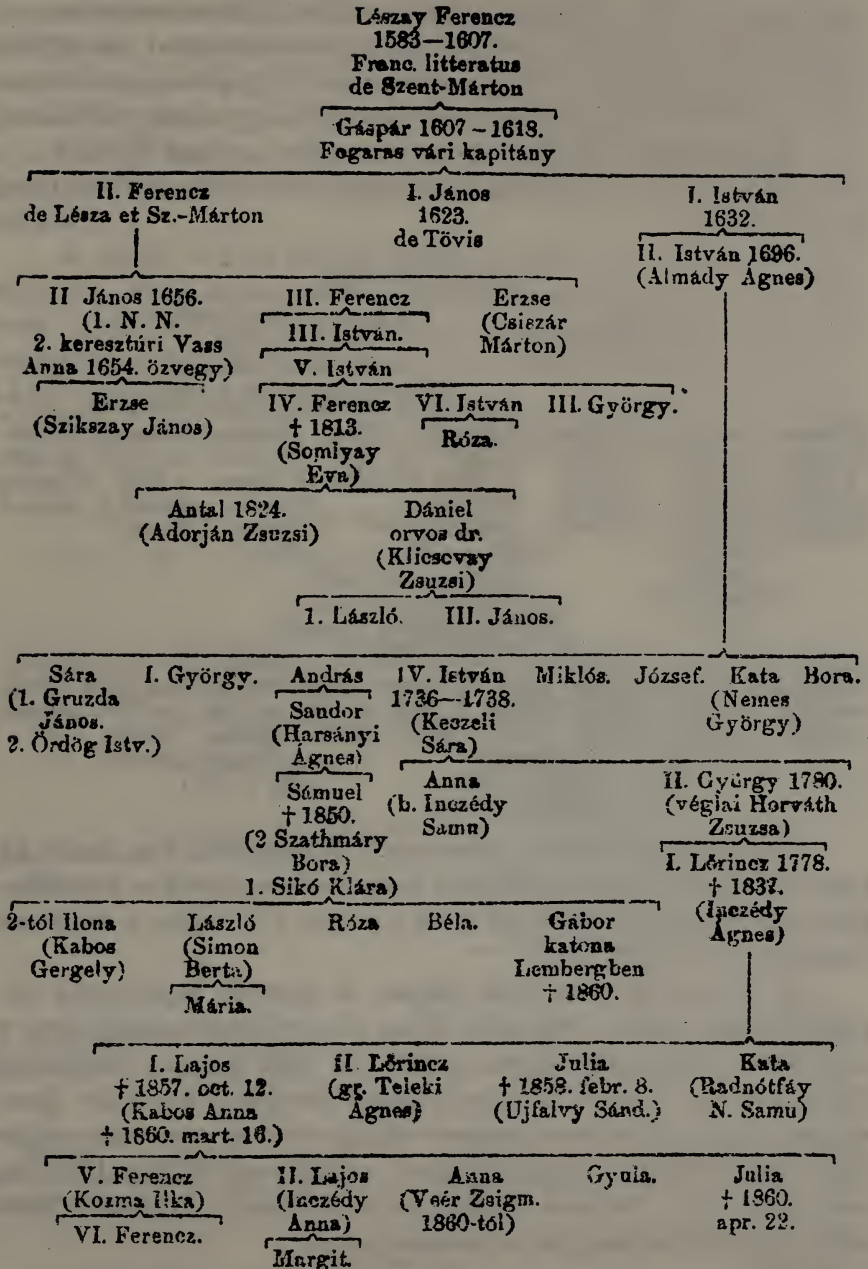 Lészay Ferencz
1583—1607.
Franc. litteratus
de Szent-Márton
Gáspár 1607 – 1618.
Fogaras vári kapitány
II. Ferencz
de Lésza et Sz.-Márton
I. János
1623.
de Tövis
I. István
1632.
II. István 1696.
(Almády Ágnes)
II János 1656.
(1. N. N.
2. keresztúri Vass
Anna 1654. özvegy)
III. Ferencz
III. István.
V. István
Erzse
(Csiszár
Márton)
Erzse
(Szikszay János)
IV. Ferencz
† 1813.
(Somlyay
Eva)
VI. István
Róza.
III. György.
Antal 1824.
(Adorján Zsuzsi)
Dániel
orvos dr.
(Klicsovay
Zsuzsi)
1. László.
III. János.
Sára
(1. Gruzda
János.
2. Ördög Istv.)
I. György.
András
Sandor
(Harsányi
Ágnes)
Sámuel
† 1850.
(2 Szathmáry
Bora)
1. Sikó Klára)
IV. István
1736—1738.
(Keczeli
Sára)
Miklós.
József.
Kata
(Nemes
György)
Bora.
Anna
(b. Inczédy
Samu)
II. György 1780.
(végiai Horváth
Zsuzsa)
I. Lőrincz 1778.
† 1837.
(Inczédy
Ágnes)
2-tól Ilona
(Kabos
Gergely)
László
(Simon
Berta)
Mária.
Róza
Béla.
Gábor
katona
Lembergben
† 1860.
I. Lajos
† 1857. oct. 12.
(Kabos Anna
† 1860. mart. 16.)
II. Lőrincz
(gr. Teleki
Ágnes)
Julia
† 1858. febr. 8.
(Ujfalvy Sánd.)
Kata
(Radnótfáy
N. Samu)
V. Ferencz
(Kozma Ilka)
VI. Ferencz.
II. Lajos
(Inczédy
Anna)
Margit.
Anna
(Veér Zsigm.
1860-tól)
Gyula.
Julia
† 1860.
apr. 22.